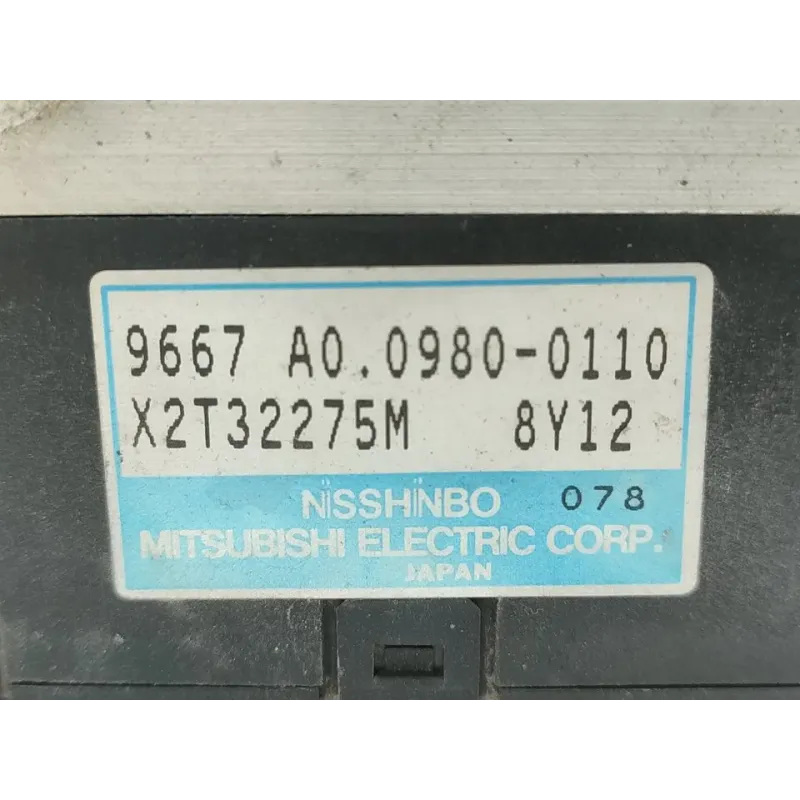 9667 A0.0980-0110
X2T32275M 8Y12
NISSHINBO 078
MITSUBISHI ELECTRIC CORP.
JAPAN